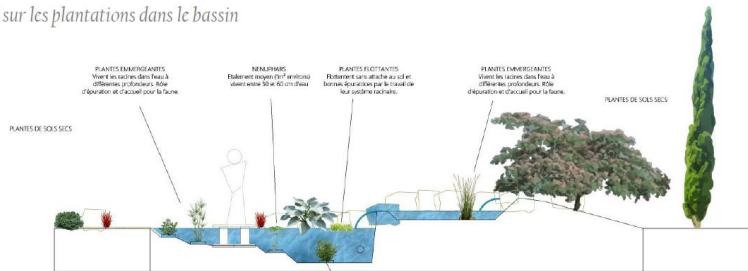 sur les plantations dans le bassin
PLANTES EMMERGEANTES
Vivent les racines dans l'eau à
différentes profondeurs. Rôle
d'épuration et d'accueil pour la faune.
NENUPHARS
Etalement moyen (1m² environs)
vivent entre 30 et 60 cm d'eau
PLANTES FLOTTANTES
Flottentent sans attache au sol et
bonnes épuratrices par le travail de
leur système racinaire.
PLANTES EMMERGEANTES
Vivent les racines dans l'eau à
différentes profondeurs. Rôle
d'épuration et d'accueil pour la faune.
PLANTES DE SOLS SECS
PLANTES DE SOLS SECS